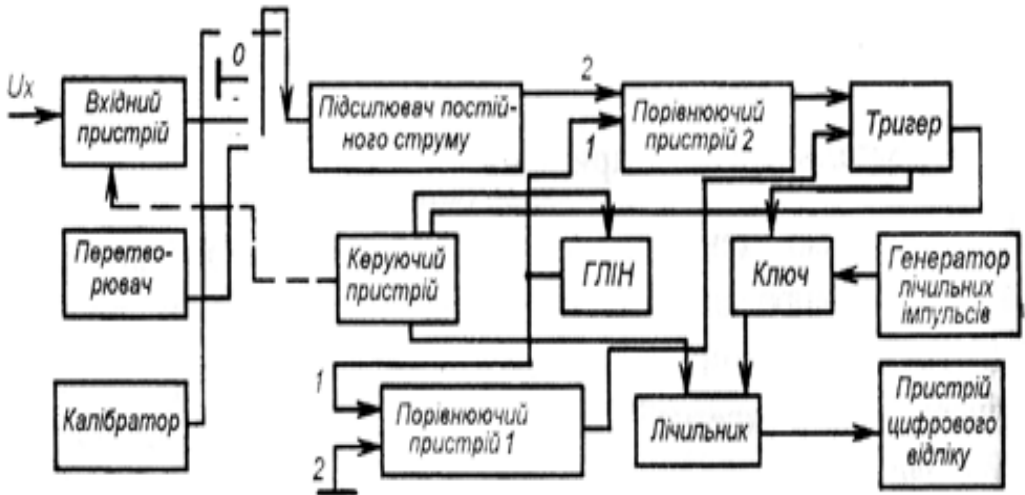 0
Ux
Вхідний
пристрій
Підсилювач постій-
ного струму
2
1
Порівнюючий
пристрій 2
Тригер
Перетво-
рювач
Керуючий
пристрій
ГЛІН
Ключ
Генератор
лічильних
імпульсів
Калібратор
1
2
Порівнюючий
пристрій 1
Лічильник
Пристрій
цифрового
відліку